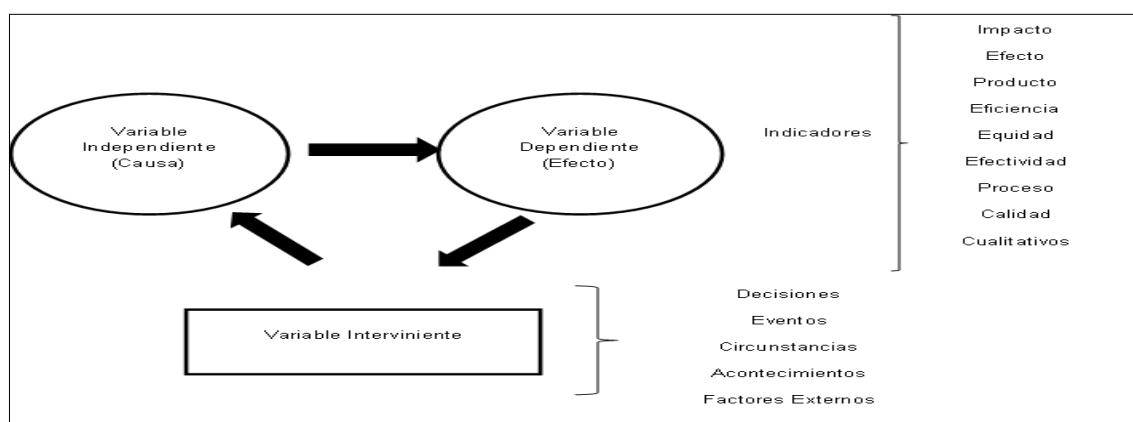 Variable
Independiente
(Causa)
Variable
Dependiente
(Efecto)
Indicadores
Impacto
Efecto
Producto
Eficiencia
Equidad
Efectividad
Proceso
Calidad
Cualitativos
Variable Interviniente
Decisiones
Eventos
Circunstancias
Acontecimientos
Factores Externos